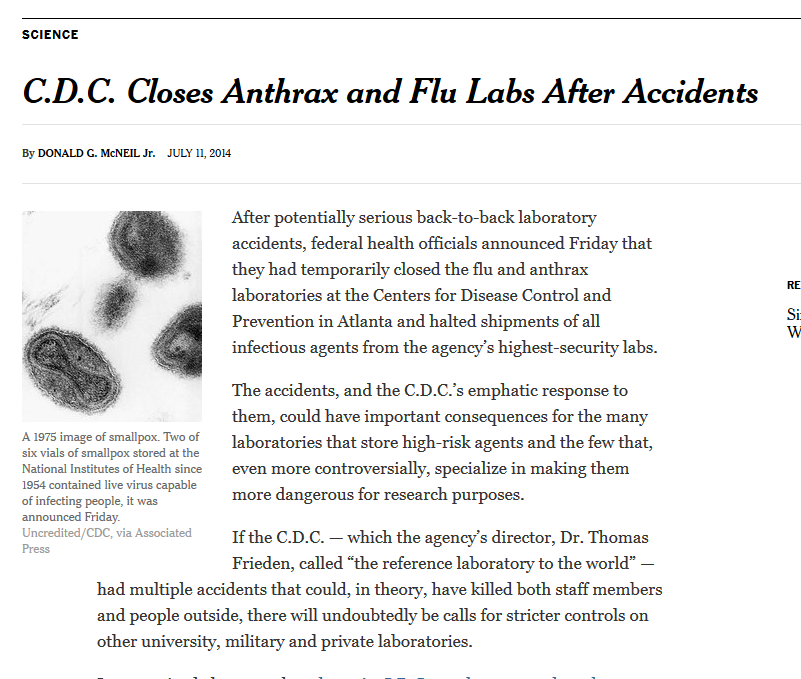 SCIENCE
C.D.C. Closes Anthrax and Flu Labs After Accidents
By DONALD G. McNEIL Jr. JULY 11, 2014
After potentially serious back-to-back laboratory
accidents, federal health officials announced Friday that
they had temporarily closed the flu and anthrax
laboratories at the Centers for Disease Control and
Prevention in Atlanta and halted shipments of all
infectious agents from the agency’s highest-security labs.
The accidents, and the C.D.C.’s emphatic response to
them, could have important consequences for the many
laboratories that store high-risk agents and the few that,
even more controversially, specialize in making them
more dangerous for research purposes.
If the C.D.C. — which the agency’s director, Dr. Thomas
Frieden, called “the reference laboratory to the world” —
had multiple accidents that could, in theory, have killed both staff members
and people outside, there will undoubtedly be calls for stricter controls on
other university, military and private laboratories.
A 1975 image of smallpox. Two of
six vials of smallpox stored at the
National Institutes of Health since
1954 contained live virus capable
of infecting people, it was
announced Friday.
Uncredited/CDC, via Associated
Press